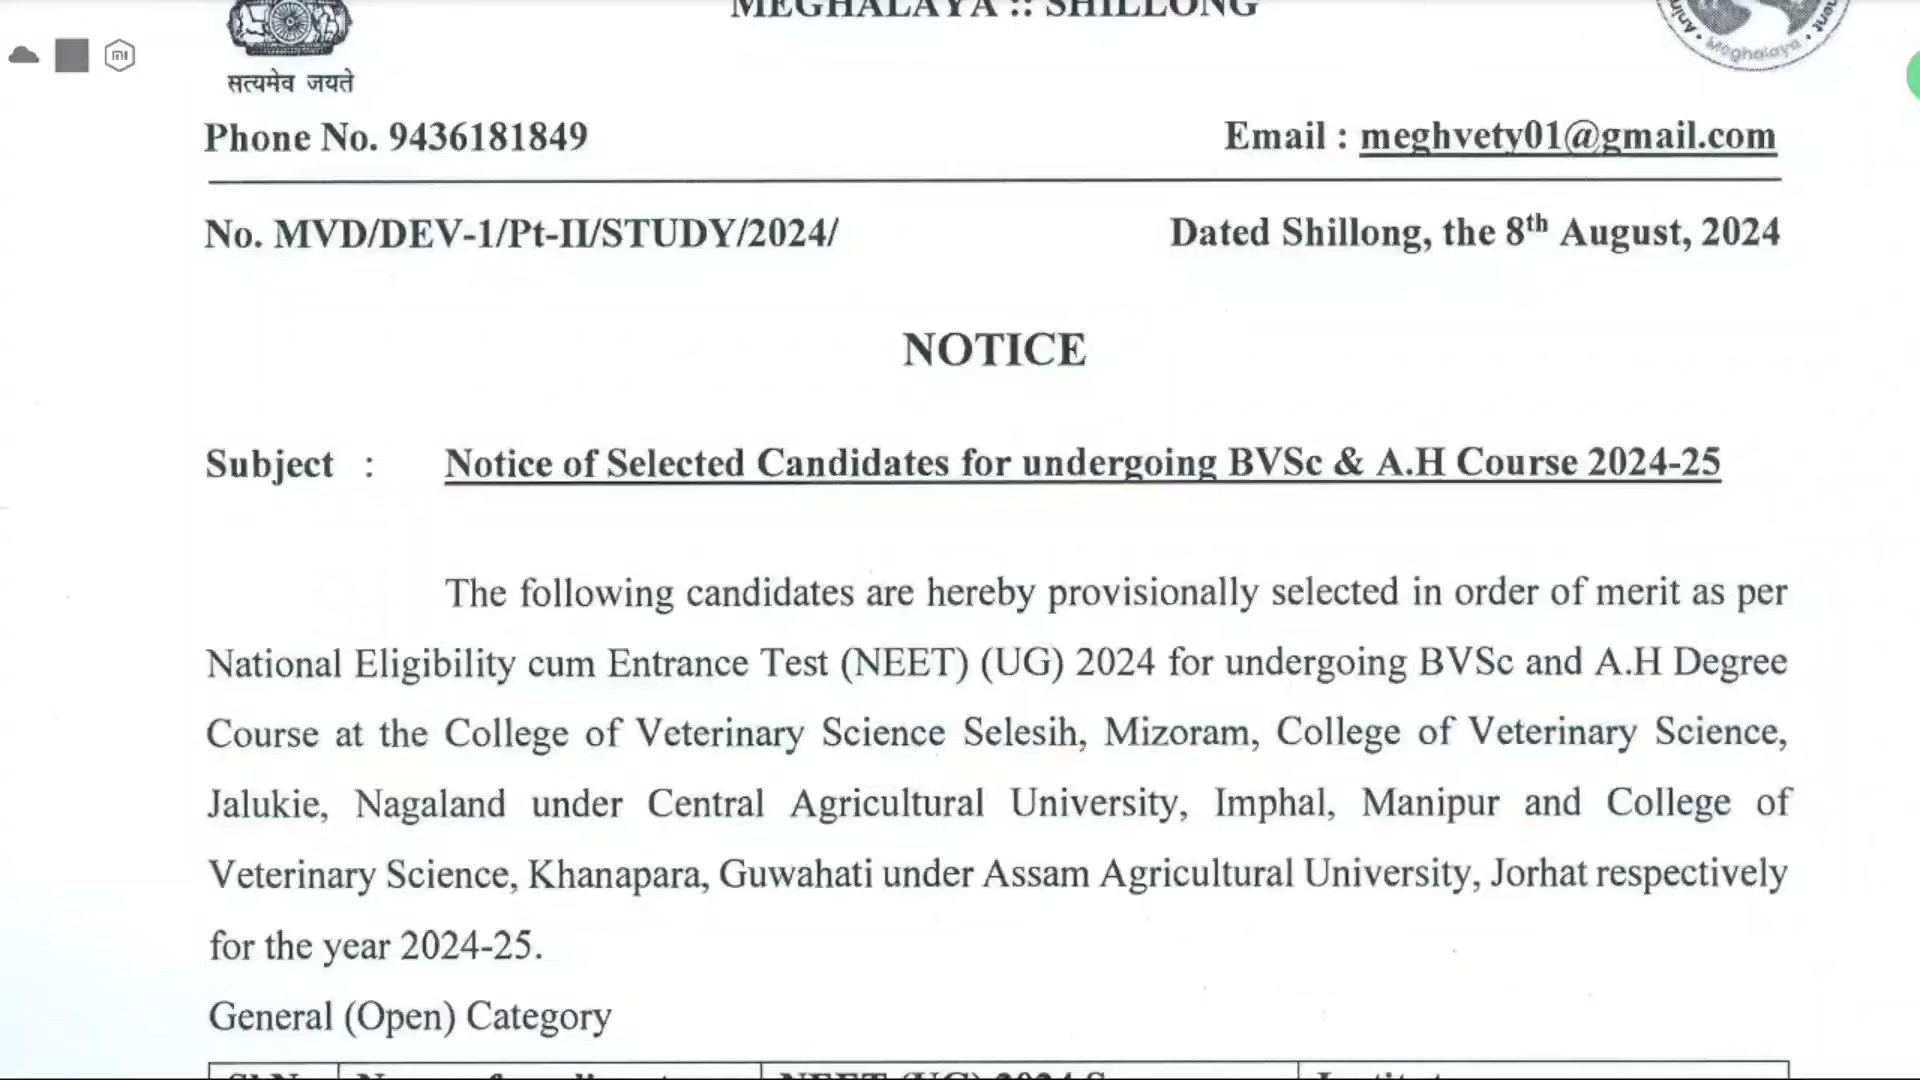 MEGHALAYA :: SHILLONG
mi
सत्यमेव जयते
Meghalaya
Phone No. 9436181849
Email : meghvety01@gmail.com
No. MVD/DEV-1/Pt-II/STUDY/2024/
Dated Shillong, the 8th August, 2024
NOTICE
Subject : Notice of Selected Candidates for undergoing BVSc & A.H Course 2024-25
The following candidates are hereby provisionally selected in order of merit as per
National Eligibility cum Entrance Test (NEET) (UG) 2024 for undergoing BVSc and A.H Degree
Course at the College of Veterinary Science Selesih, Mizoram, College of Veterinary Science,
Jalukie, Nagaland under Central Agricultural University, Imphal, Manipur and College of
Veterinary Science, Khanapara, Guwahati under Assam Agricultural University, Jorhat respectively
for the year 2024-25.
General (Open) Category